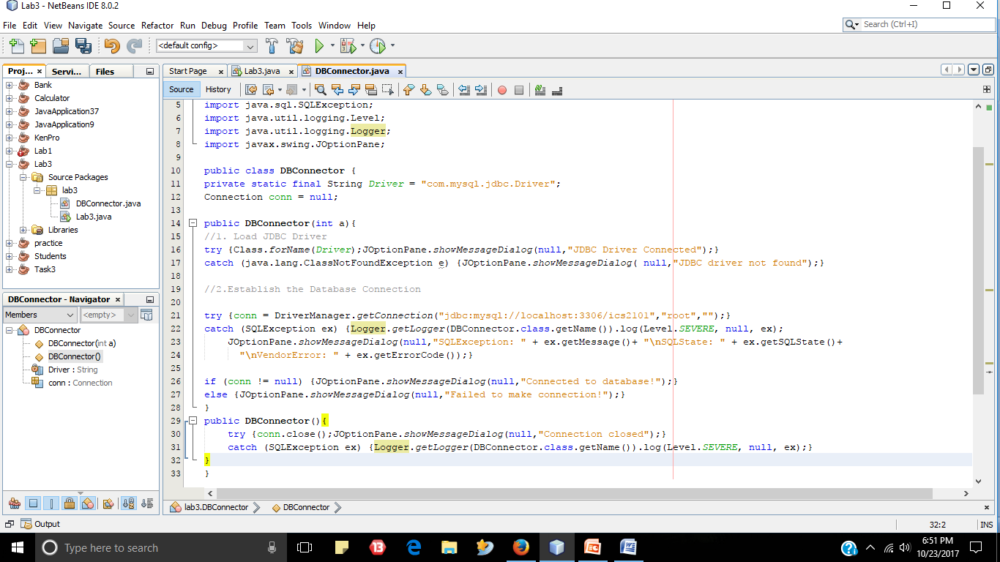 Lab3 - NetBeans IDE 8.0.2
File Edit View Navigate Source Refactor Run Debug Profile Team Tools Window Help
Search (Ctrl+I)
<default config>
Proj... × Servi... Files
Start Page × Lab3.java × DBConnector.java ×
Source History
Bank
Calculator
JavaApplication37
JavaApplication9
KenPro
Lab1
Lab3
Source Packages
lab3
DBConnector.java
Lab3.java
Libraries
practice
Students
Task3
DBConnector - Navigator ×
Members <empty>
DBConnector
DBConnector(int a)
DBConnector()
Driver : String
conn : Connection
5 import java.sql.SQLException;
6 import java.util.logging.Level;
7 import java.util.logging.Logger;
8 import javax.swing.JOptionPane;
9
10 public class DBConnector {
11 private static final String Driver = "com.mysql.jdbc.Driver";
12 Connection conn = null;
13
14 public DBConnector(int a){
15 //1. Load JDBC Driver
16 try {Class.forName(Driver);JOptionPane.showMessageDialog(null,"JDBC Driver Connected");}
17 catch (java.lang.ClassNotFoundException e) {JOptionPane.showMessageDialog( null,"JDBC driver not found");}
18
19 //2.Establish the Database Connection
20
21 try {conn = DriverManager.getConnection("jdbc:mysql://localhost:3306/ics2101","root","");}
22 catch (SQLException ex) {Logger.getLogger(DBConnector.class.getName()).log(Level.SEVERE, null, ex);
23 JOptionPane.showMessageDialog(null,"SQLException: " + ex.getMessage()+ "\nSQLState: " + ex.getSQLState()+
24 "\nVendorError: " + ex.getErrorCode());}
25
26 if (conn != null) {JOptionPane.showMessageDialog(null,"Connected to database!");}
27 else {JOptionPane.showMessageDialog(null,"Failed to make connection!");}
28 }
29 public DBConnector(){
30 try {conn.close();JOptionPane.showMessageDialog(null,"Connection closed");}
31 catch (SQLException ex) {Logger.getLogger(DBConnector.class.getName()).log(Level.SEVERE, null, ex);}
32 }
33 }
lab3.DBConnector DBConnector
Output
32:2 INS
Type here to search
13
6:51 PM
10/23/2017